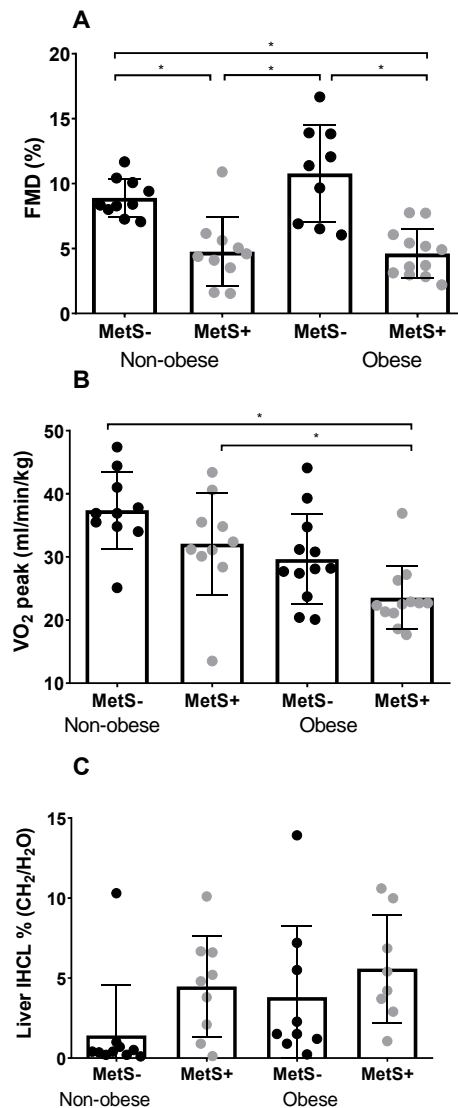 A
* 
* * *
FMD (%)
20
15
10
5
0
MetS- MetS+ MetS- MetS+
Non-obese Obese
B
*
*
VO₂ peak (ml/min/kg)
50
40
30
20
10
MetS- MetS+ MetS- MetS+
Non-obese Obese
C
Liver IHCL % (CH₂/H₂O)
15
10
5
0
MetS- MetS+ MetS- MetS+
Non-obese Obese